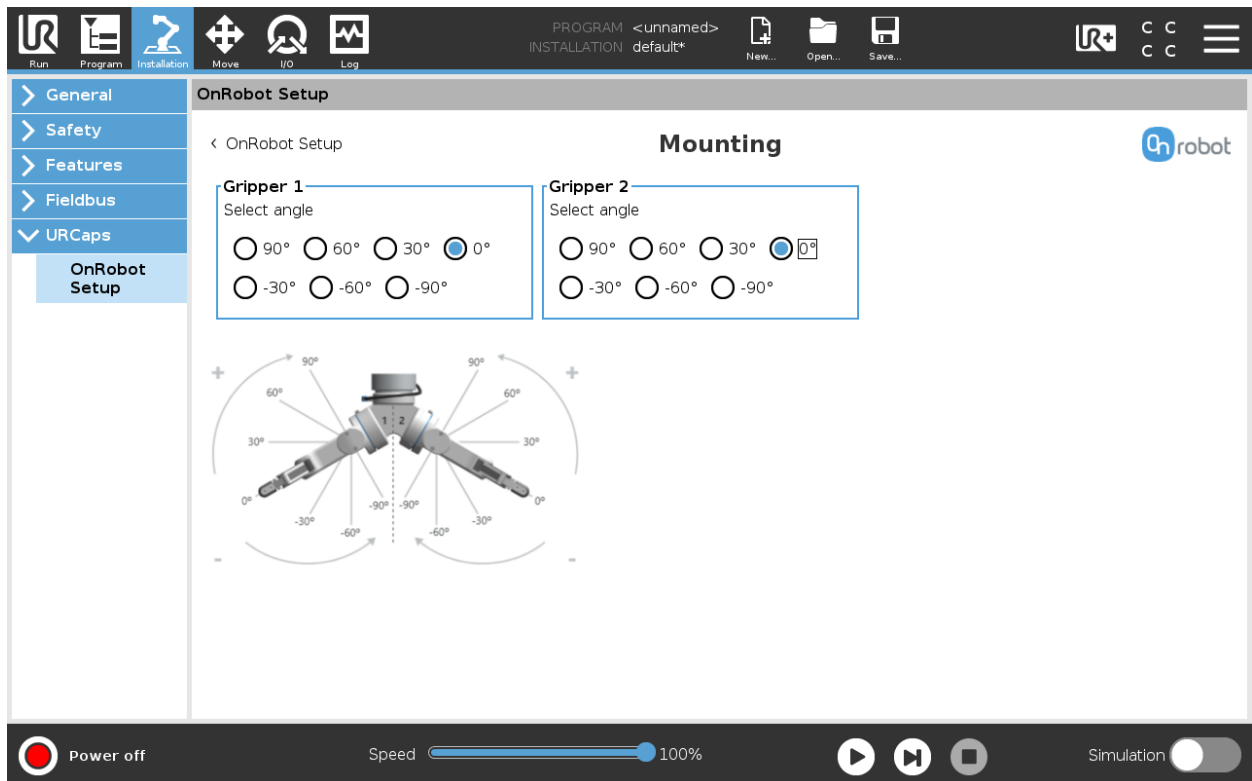 PROGRAM <unnamed>
INSTALLATION default*
Run Program Installation Move I/O Log New... Open... Save...
UR+
C C
C C
General
Safety
Features
Fieldbus
URCaps
OnRobot
Setup
OnRobot Setup
< OnRobot Setup
Mounting
OnRobot
Gripper 1
Select angle
90° 60° 30° 0°
-30° -60° -90°
Gripper 2
Select angle
90° 60° 30° 0°
-30° -60° -90°
+ 90° 90° +
60° 60°
1 2
30° 30°
0° -90° -90° 0°
-30° -30°
-60° -60°
- -
Power off
Speed 100%
Simulation